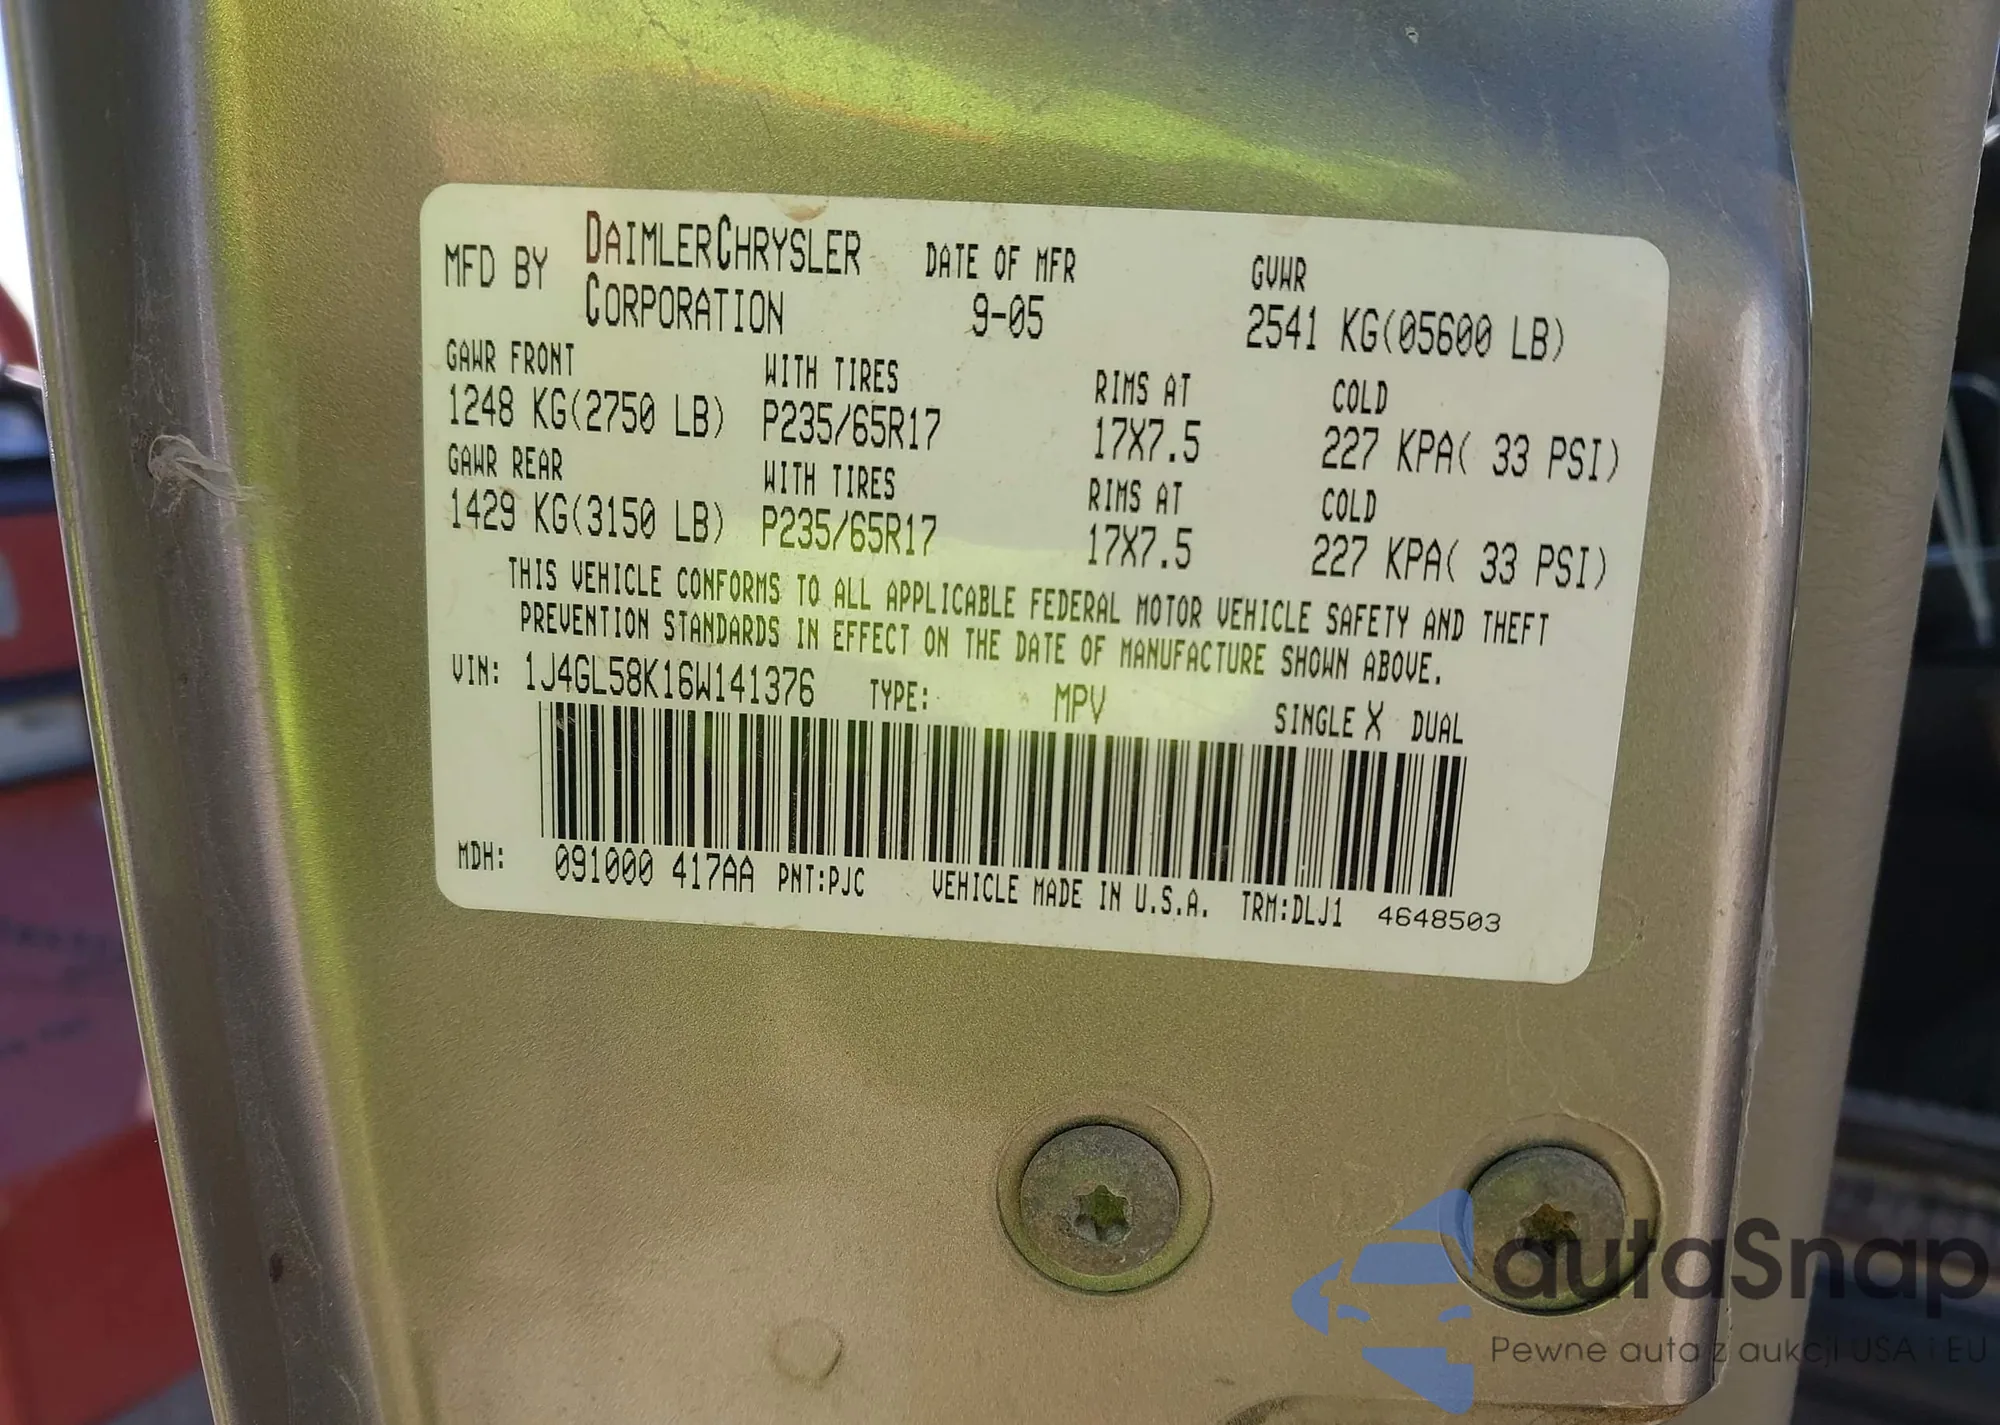 MFD BY DAIMLERCHRYSLER CORPORATION DATE OF MFR 9-05 GVWR 2541 KG(05600 LB)
GAWR FRONT WITH TIRES RIMS AT COLD
1248 KG(2750 LB) P235/65R17 17X7.5 227 KPA( 33 PSI)
GAWR REAR WITH TIRES RIMS AT COLD
1429 KG(3150 LB) P235/65R17 17X7.5 227 KPA( 33 PSI)
THIS VEHICLE CONFORMS TO ALL APPLICABLE FEDERAL MOTOR VEHICLE SAFETY AND THEFT
PREVENTION STANDARDS IN EFFECT ON THE DATE OF MANUFACTURE SHOWN ABOVE.
VIN: 1J4GL58K16W141376 TYPE: MPV SINGLE X DUAL
MDH: 091000 417AA PNT:PJC VEHICLE MADE IN U.S.A. TRM:DLJ1 4648503
autaSnap
Pewne auta z aukcji USA i EU